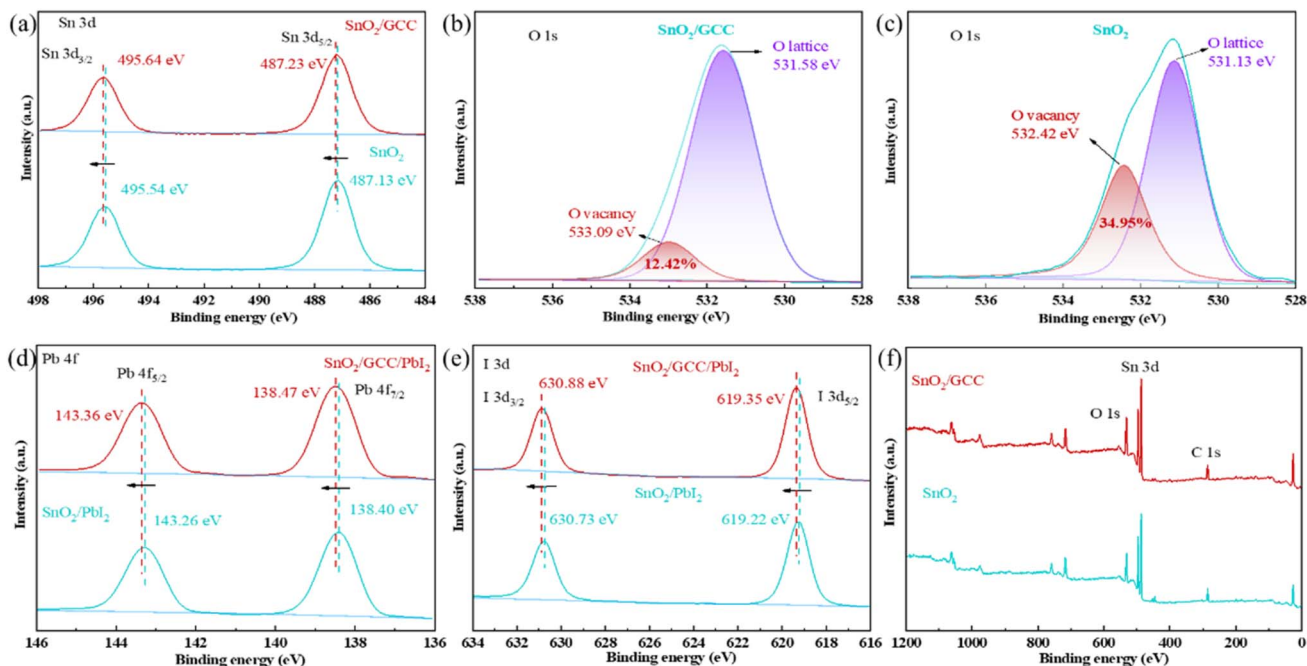 (a) Sn 3d
SnO₂/GCC
Sn 3d₃/₂
Sn 3d₅/₂
495.64 eV
487.23 eV
SnO₂
495.54 eV
487.13 eV
Intensity (a.u.)
498 496 494 492 490 488 486 484
Binding energy (eV)
(b)
O 1s
SnO₂/GCC
O lattice
531.58 eV
O vacancy
533.09 eV
12.42%
Intensity (a.u.)
538 535 533 530 528
Binding energy (eV)
(c)
O 1s
SnO₂
O lattice
531.13 eV
O vacancy
532.42 eV
34.95%
Intensity (a.u.)
538 535 533 530 528
Binding energy (eV)
(d) Pb 4f
SnO₂/GCC/PbI₂
Pb 4f₅/₂
138.47 eV
Pb 4f₇/₂
143.36 eV
SnO₂/PbI₂
143.26 eV
138.40 eV
Intensity (a.u.)
146 144 142 140 138 136
Binding energy (eV)
(e) I 3d
SnO₂/GCC/PbI₂
I 3d₃/₂
630.88 eV
619.35 eV
I 3d₅/₂
SnO₂/PbI₂
630.73 eV
619.22 eV
Intensity (a.u.)
634 632 630 628 626 624 622 620 618 616
Binding energy (eV)
(f)
Sn 3d
SnO₂/GCC
O 1s
C 1s
SnO₂
Intensity (a.u.)
1200 1000 800 600 400 200 0
Binding energy (eV)